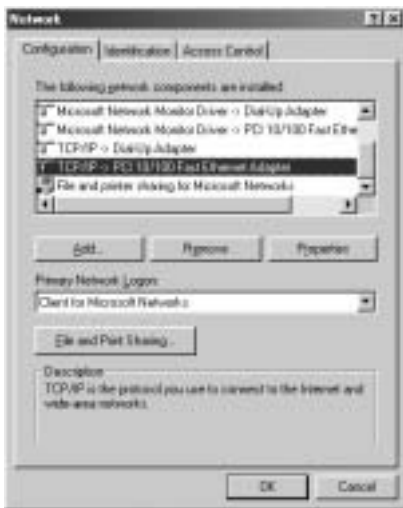 Network
Configuration Identification Access Control
The following network components are installed:
Microsoft Network Monitor Driver -> Dial-Up Adapter
Microsoft Network Monitor Driver -> PCI 10/100 Fast Ethe
TCP/IP -> Dial-Up Adapter
TCP/IP -> PCI 10/100 Fast Ethernet Adapter
File and printer sharing for Microsoft Networks
Add... Remove Properties
Primary Network Logon:
Client for Microsoft Networks
File and Print Sharing...
Description
TCP/IP is the protocol you use to connect to the Internet and
wide-area networks.
OK Cancel